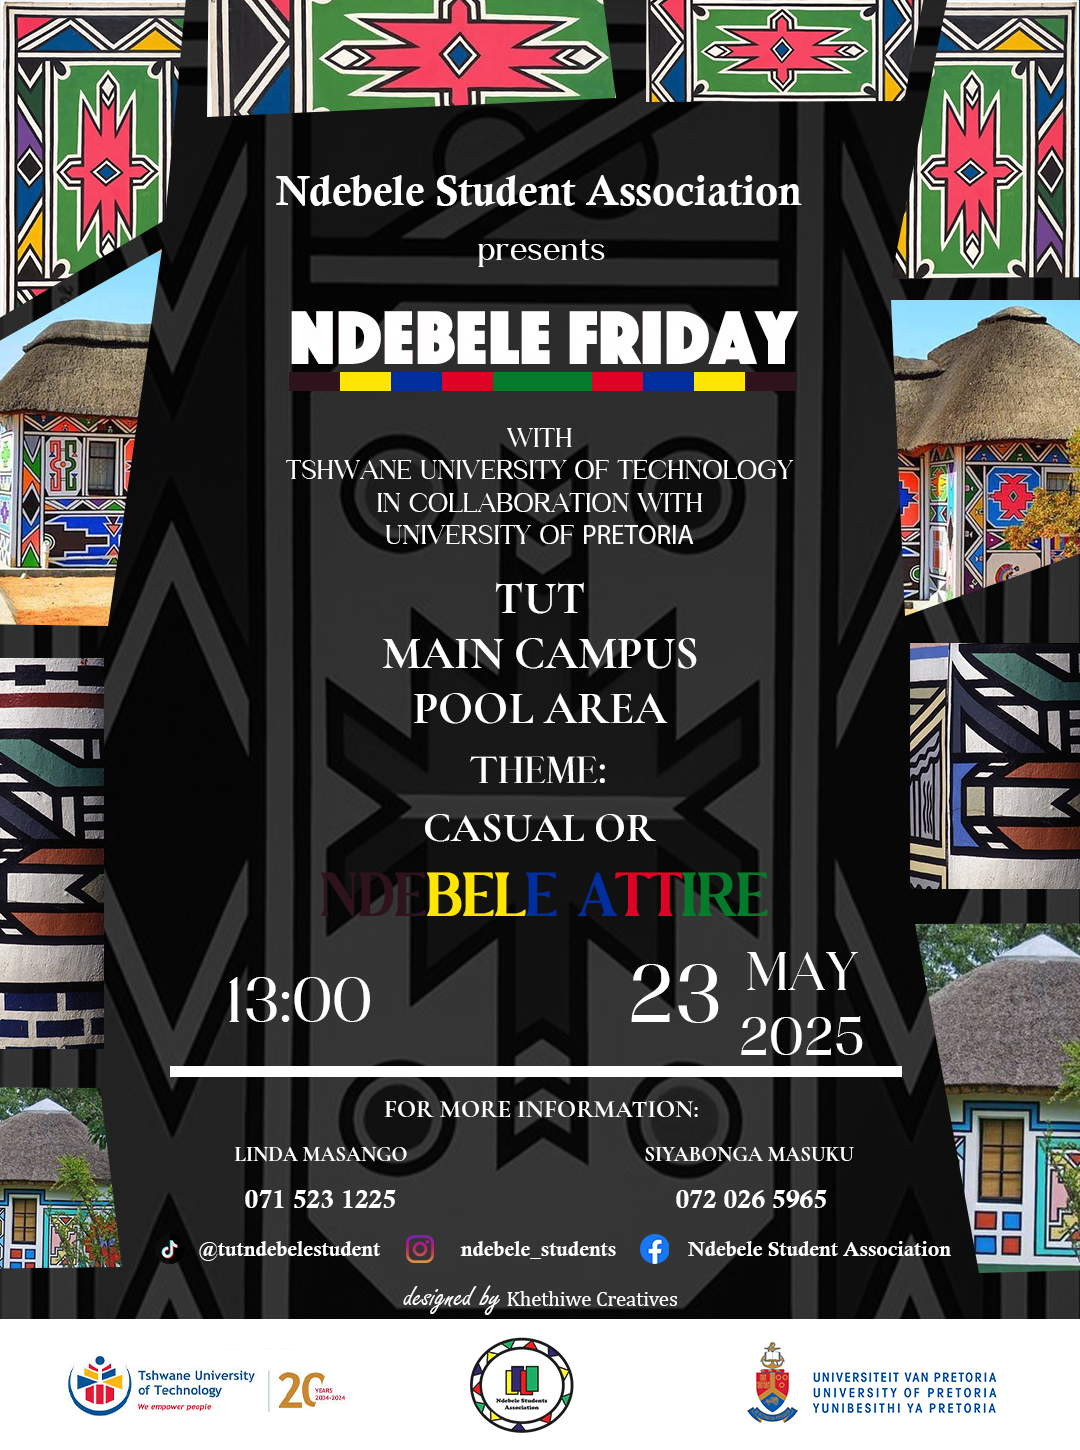 Ndebele Student Association
presents
NDEBELE FRIDAY
WITH
TSHWANE UNIVERSITY OF TECHNOLOGY
IN COLLABORATION WITH
UNIVERSITY OF PRETORIA
TUT
MAIN CAMPUS
POOL AREA
THEME:
CASUAL OR
NDEBELE ATTIRE
13:00
23 MAY
2025
FOR MORE INFORMATION:
LINDA MASANGO
071 523 1225
SIYABONGA MASUKU
072 026 5965
@tutndebelestudent
ndebele_students
Ndebele Student Association
designed by Khethiwe Creatives
Tshwane University
of Technology
We empower people
20 YEARS
2004-2024
Ndebele Students
Association
UNIVERSITEIT VAN PRETORIA
UNIVERSITY OF PRETORIA
YUNIBESITHI YA PRETORIA